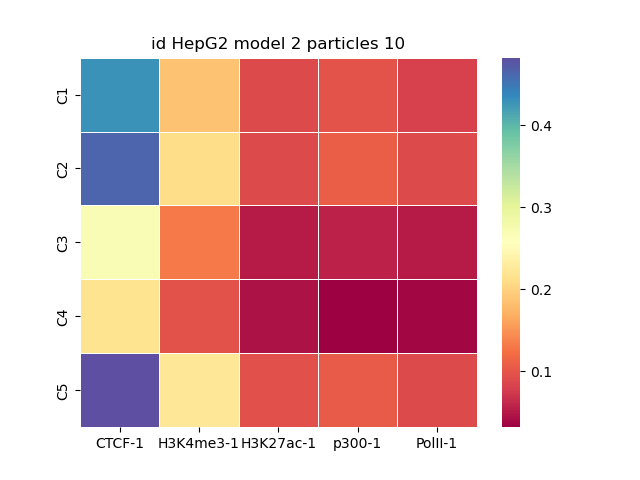 id HepG2 model 2 particles 10
C1
C2
C3
C4
C5
CTCF-1 H3K4me3-1 H3K27ac-1 p300-1 PolII-1
0.4
0.3
0.2
0.1